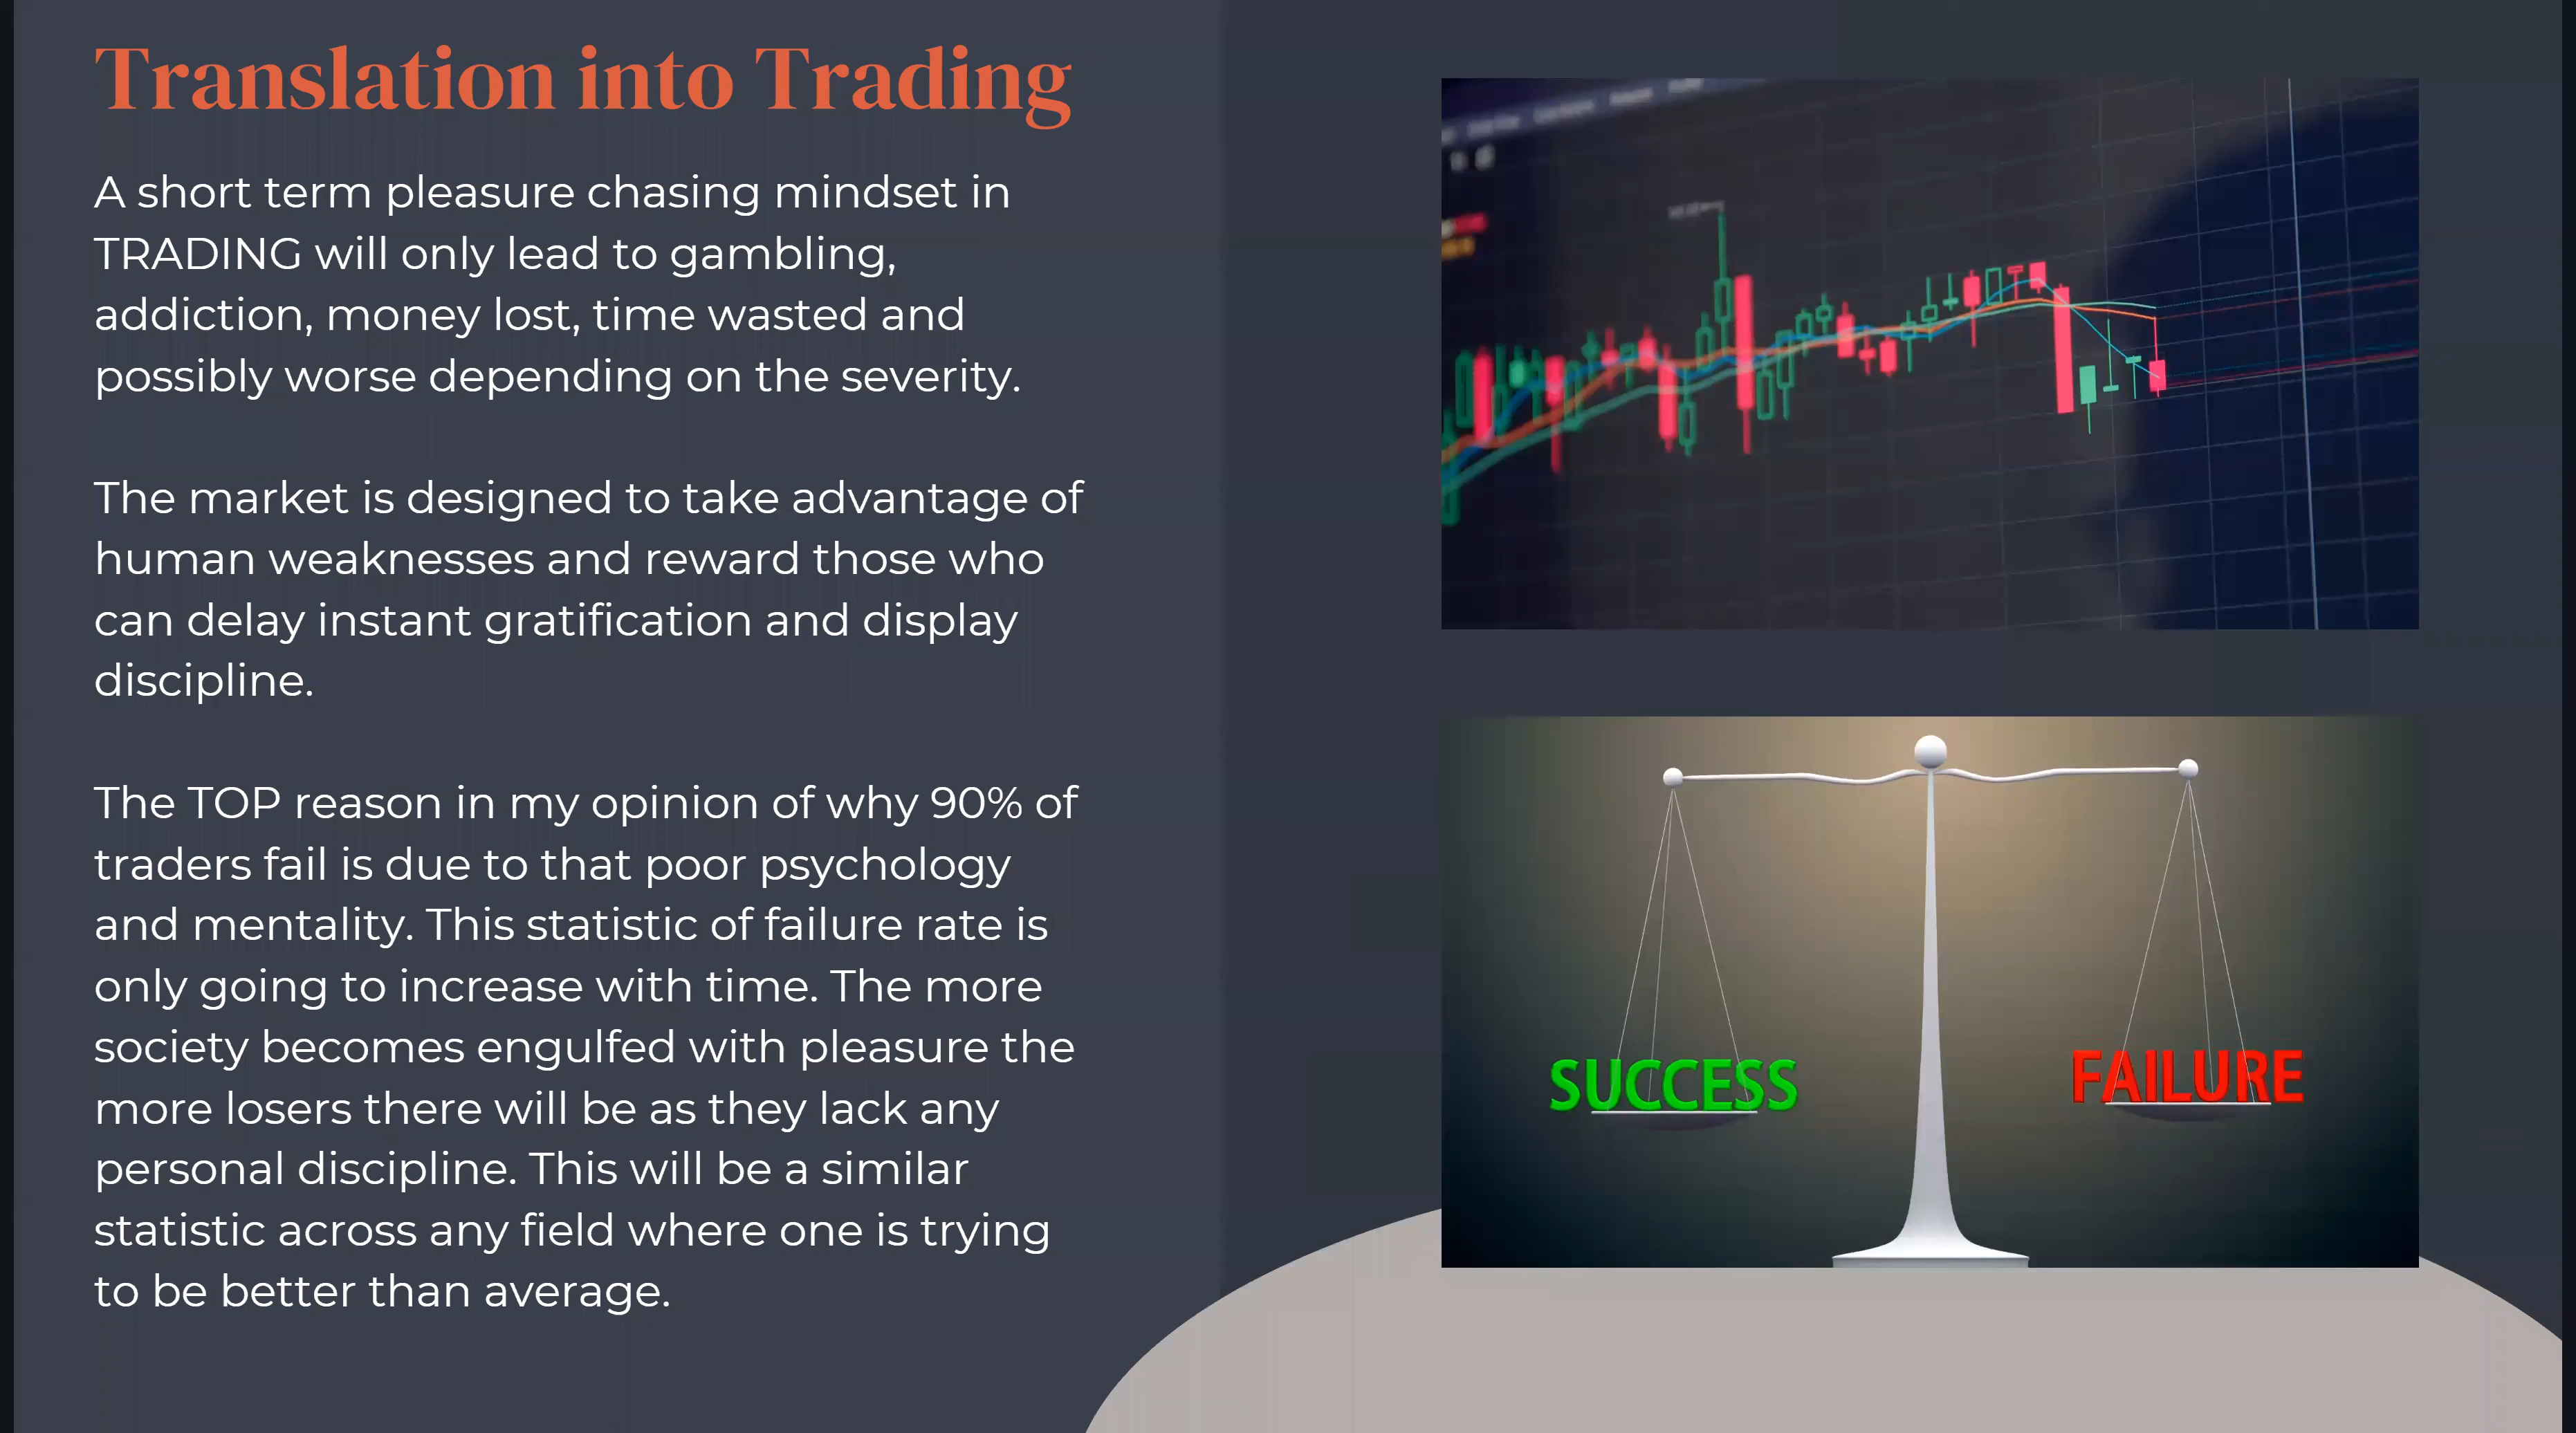 Translation into Trading
A short term pleasure chasing mindset in
TRADING will only lead to gambling,
addiction, money lost, time wasted and
possibly worse depending on the severity.
The market is designed to take advantage of
human weaknesses and reward those who
can delay instant gratification and display
discipline.
The TOP reason in my opinion of why 90% of
traders fail is due to that poor psychology
and mentality. This statistic of failure rate is
only going to increase with time. The more
society becomes engulfed with pleasure the
more losers there will be as they lack any
personal discipline. This will be a similar
statistic across any field where one is trying
to be better than average.
SUCCESS
FAILURE